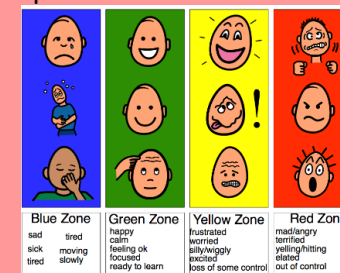 Blue Zone
sad tired
sick moving
tired slowly
Green Zone
happy
calm
feeling ok
focused
ready to learn
Yellow Zone
frustrated
worried
silly/wiggly
excited
loss of some control
Red Zon
mad/angry
terrified
yelling/hitting
elated
out of control